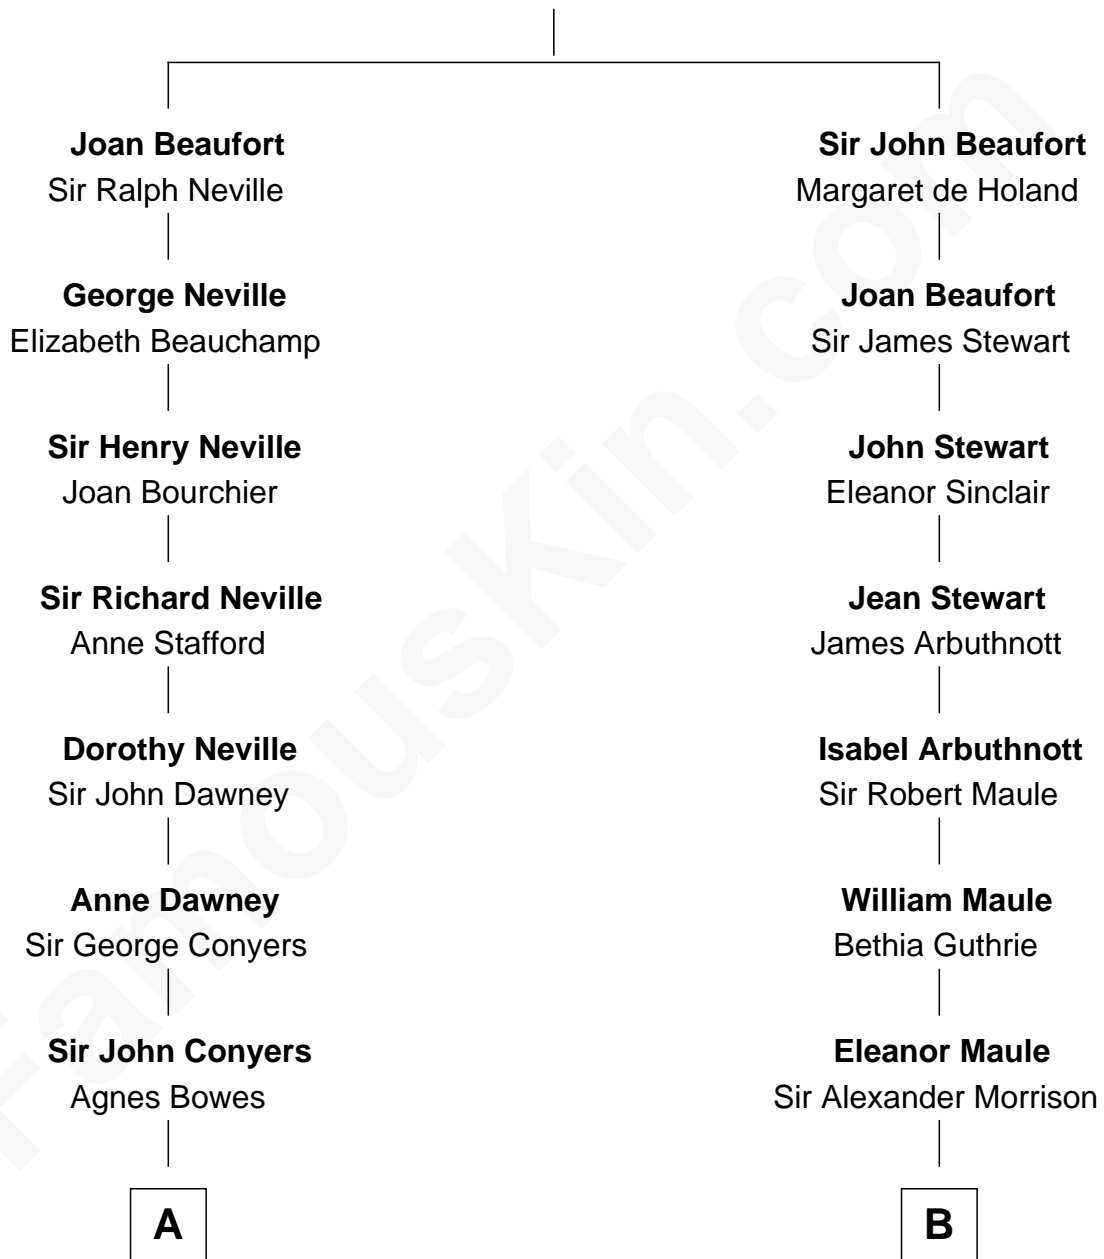 Joan Beaufort
Sir Ralph Neville
George Neville
Elizabeth Beauchamp
Sir Henry Neville
Joan Bourchier
Sir Richard Neville
Anne Stafford
Dorothy Neville
Sir John Dawney
Anne Dawney
Sir George Conyers
Sir John Conyers
Agnes Bowes
A
Sir John Beaufort
Margaret de Holand
Joan Beaufort
Sir James Stewart
John Stewart
Eleanor Sinclair
Jean Stewart
James Arbuthnott
Isabel Arbuthnott
Sir Robert Maule
William Maule
Bethia Guthrie
Eleanor Maule
Sir Alexander Morrison
B
FamousKin.com